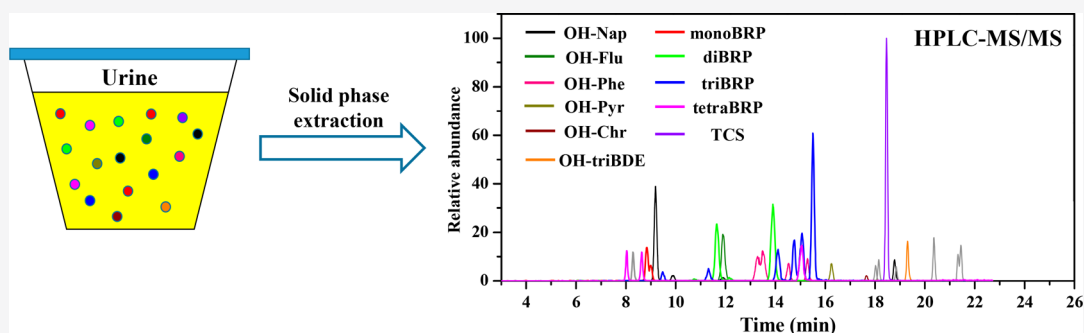 Urine
Solid phase
extraction
HPLC-MS/MS
OH-Nap
OH-Flu
OH-Phe
OH-Pyr
OH-Chr
OH-triBDE
monoBRP
diBRP
triBRP
tetraBRP
TCS
Relative abundance
100
80
60
40
20
0
4 6 8 10 12 14 16 18 20 22 24 26
Time (min)